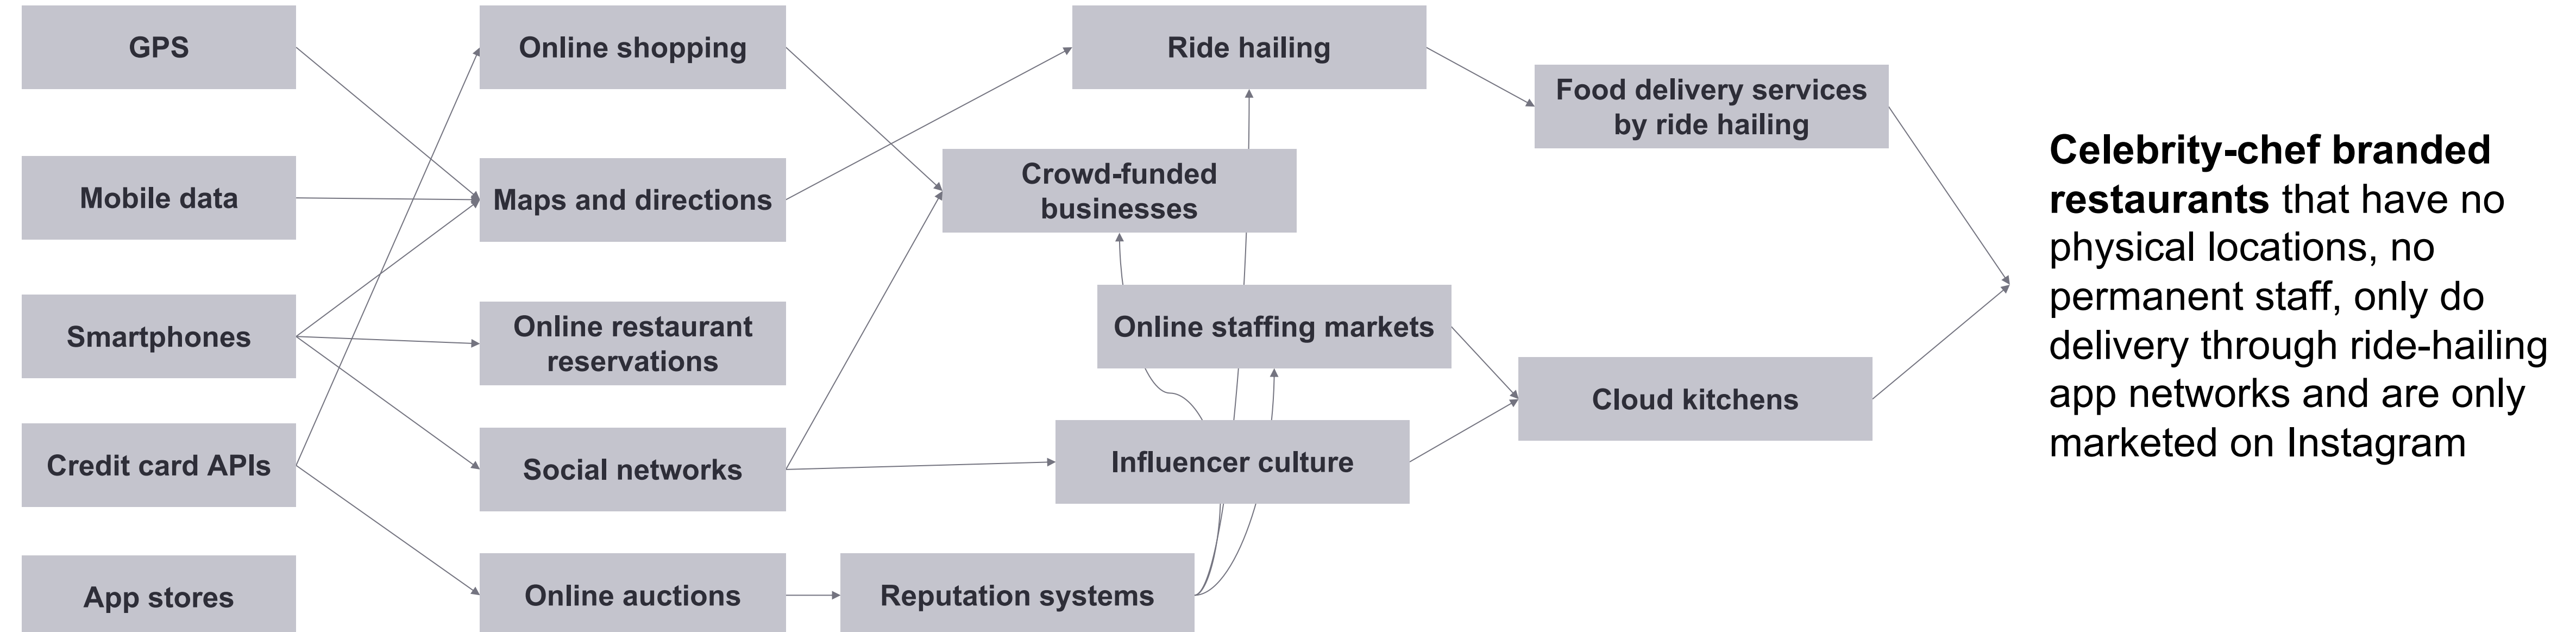 GPS
Mobile data
Smartphones
Credit card APIs
App stores
Online shopping
Maps and directions
Online restaurant
reservations
Social networks
Online auctions
Reputation systems
Ride hailing
Crowd-funded
businesses
Online staffing markets
Influencer culture
Food delivery services
by ride hailing
Cloud kitchens
Celebrity-chef branded
restaurants that have no
physical locations, no
permanent staff, only do
delivery through ride-hailing
app networks and are only
marketed on Instagram